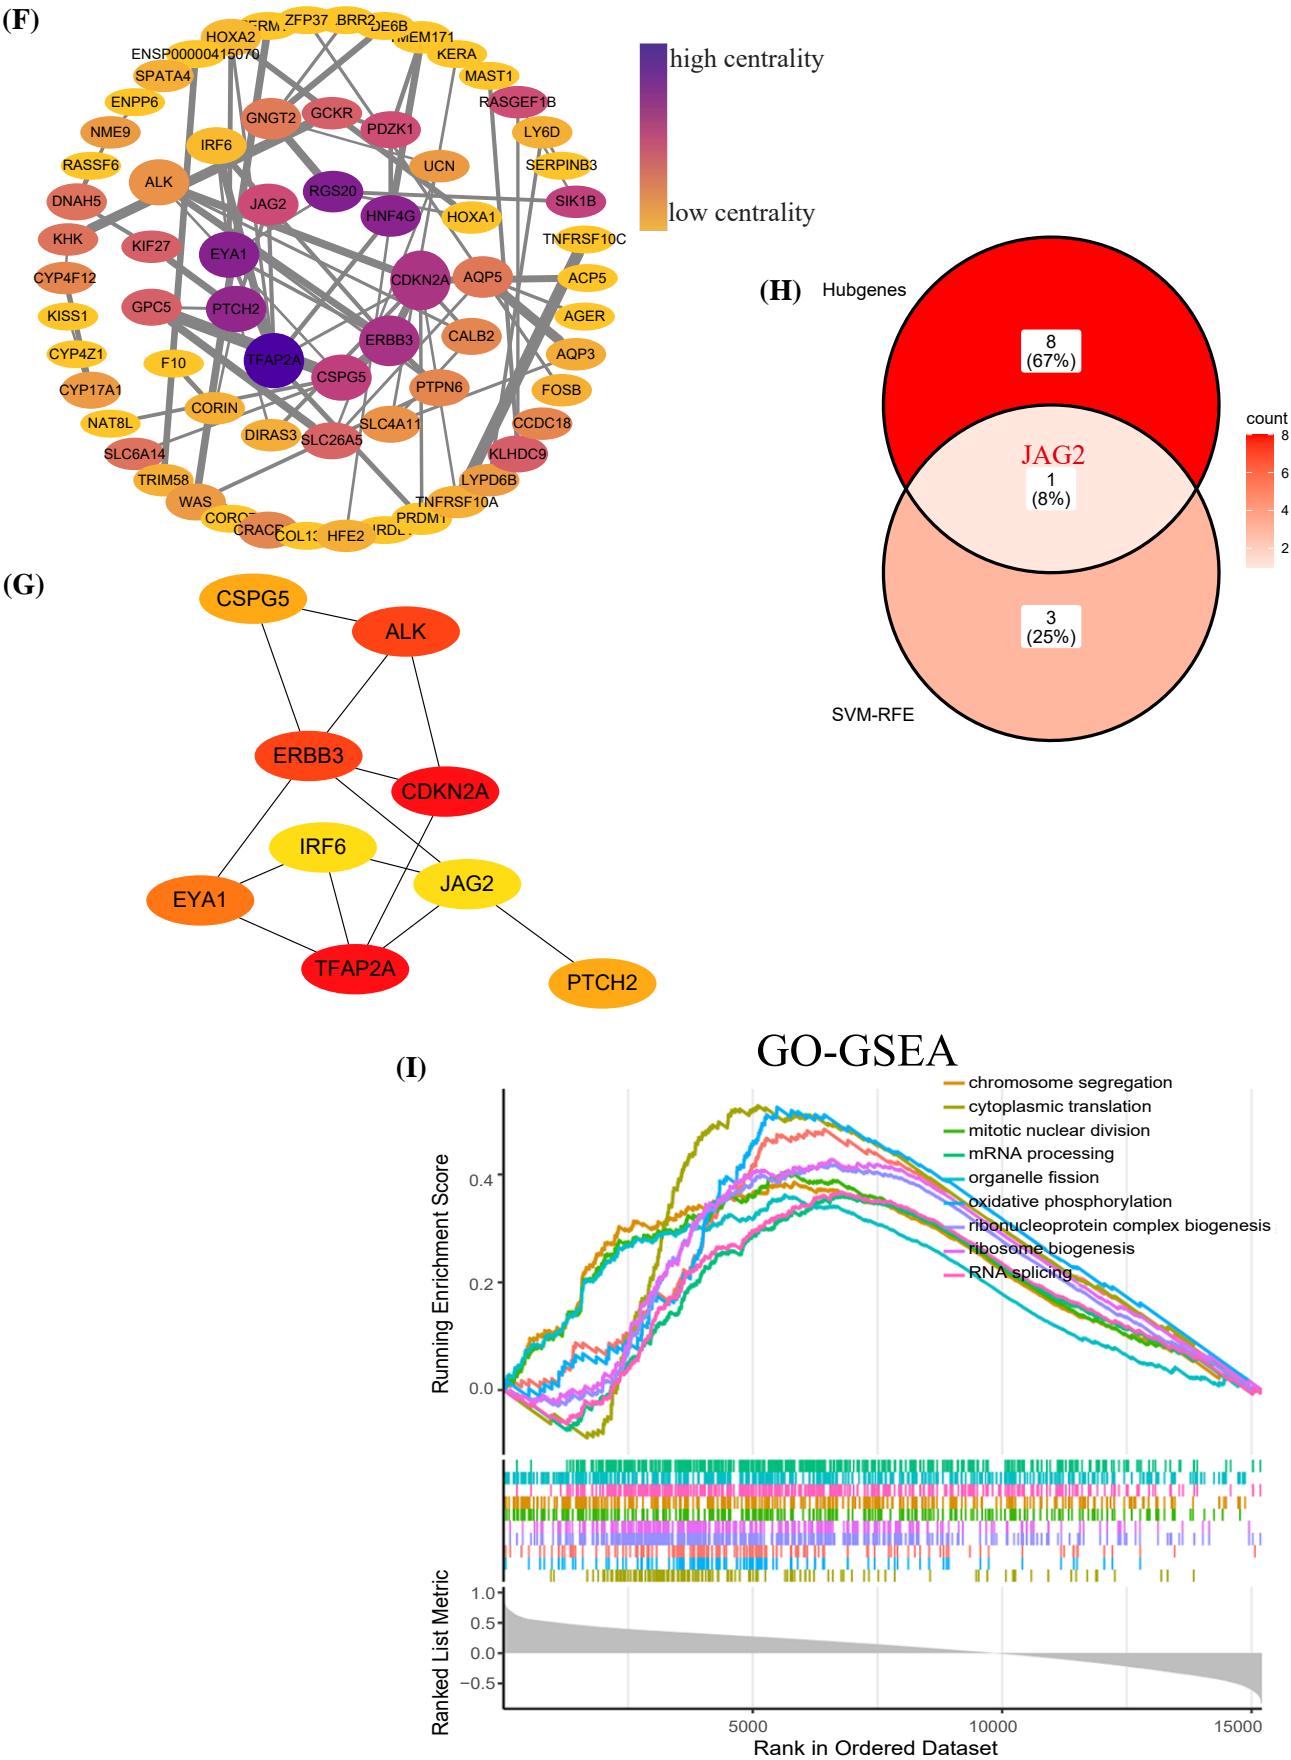 (F)
HOXA2
ZFP37
DE6B
TMEM171
ENSP00000415070
KERA
SPATA4
MAST1
ENPP6
RASGEF1B
GNGT2
GCKR
PDZK1
NME9
LY6D
IRF6
RASSF6
UCN
SERPINB3
ALK
RGS20
DNAH5
JAG2
HNF4G
HOXA1
SIK1B
KHK
KIF27
EYA1
TNFRSF10C
CYP4F12
CDKN2A
AQP5
ACP5
GPC5
PTCH2
KISS1
AGER
ERBB3
CALB2
CYP4Z1
F10
TFAP2A
AQP3
CSPG5
PTPN6
CYP17A1
FOSB
CORIN
NAT8L
DIRAS3
SLC26A5
SLC4A11
CCDC18
SLC6A14
KLHDC9
TRIM58
LYPD6B
WAS
TNFRSF10A
PRDM1
COL13
HFE2
high centrality
low centrality
(G)
CSPG5
ALK
ERBB3
CDKN2A
IRF6
JAG2
EYA1
TFAP2A
PTCH2
(H)
Hubgenes
8
(67%)
JAG2
1
(8%)
3
(25%)
SVM-RFE
count
8
6
4
2
(I)
GO-GSEA
chromosome segregation
cytoplasmic translation
mitotic nuclear division
mRNA processing
organelle fission
oxidative phosphorylation
ribonucleoprotein complex biogenesis
ribosome biogenesis
RNA splicing
Running Enrichment Score
0.4
0.2
0.0
Ranked List Metric
1.0
0.5
0.0
−0.5
5000
10000
15000
Rank in Ordered Dataset